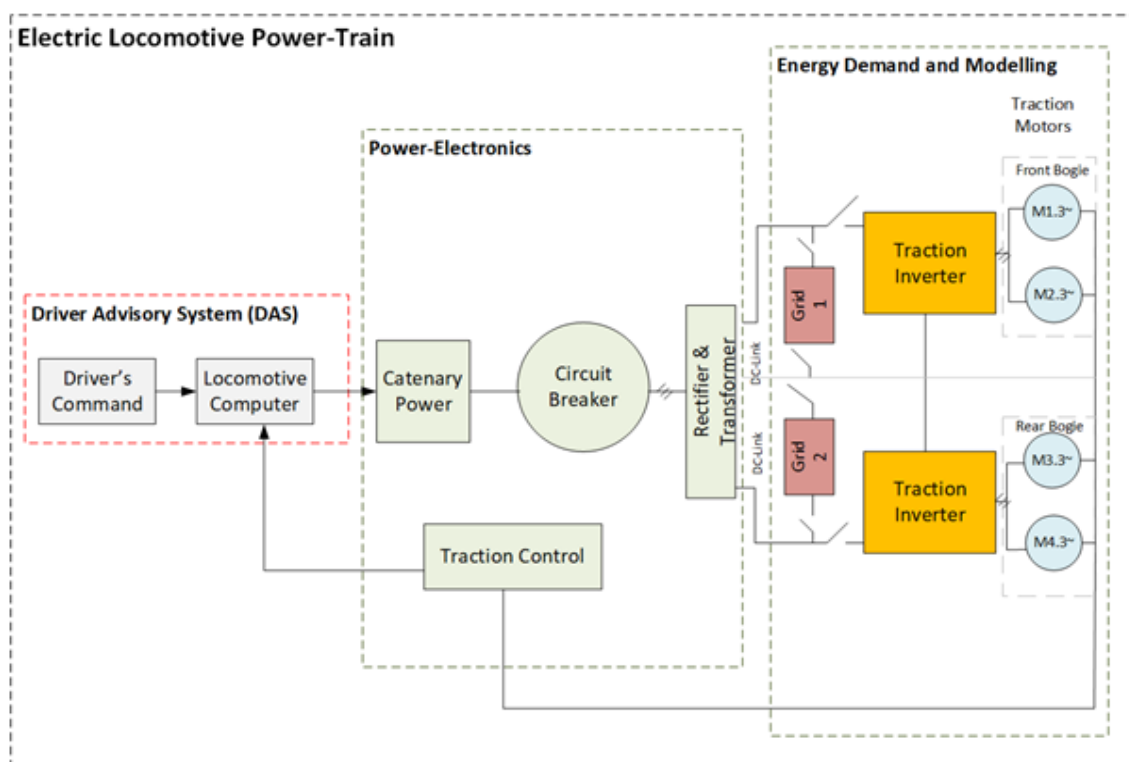 Electric Locomotive Power-Train
Energy Demand and Modelling
Traction
Motors
Power-Electronics
Front Bogie
M1.3~
M2.3~
Traction
Inverter
Grid
1
DC-Link
Driver Advisory System (DAS)
Driver's
Command
Locomotive
Computer
Catenary
Power
Circuit
Breaker
Rectifier &
Transformer
DC-Link
Grid
2
Rear Bogie
M3.3~
M4.3~
Traction
Inverter
Traction Control